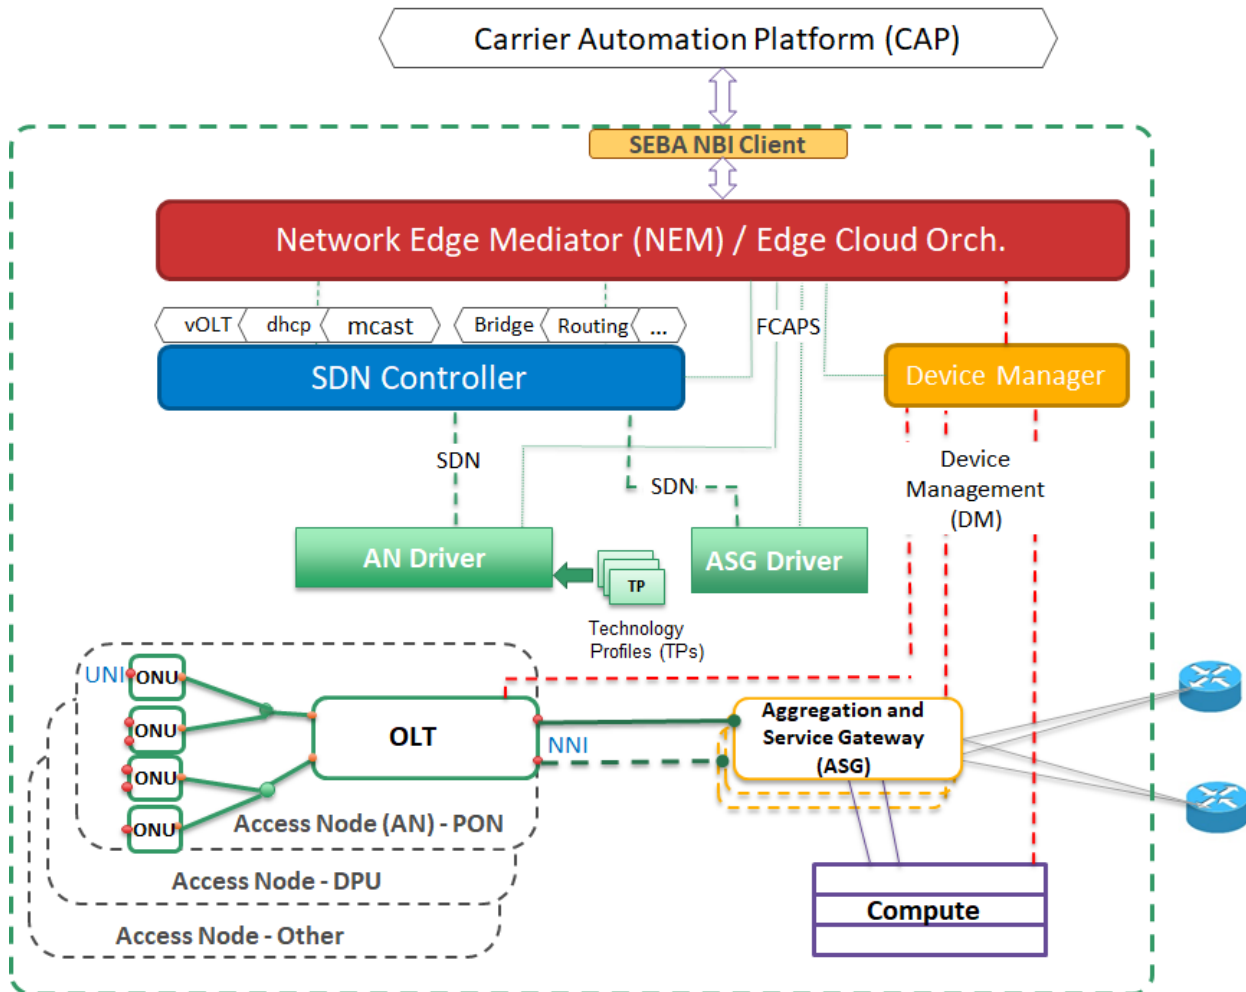 Carrier Automation Platform (CAP)
SEBA NBI Client
Network Edge Mediator (NEM) / Edge Cloud Orch.
vOLT
dhcp
mcast
Bridge
Routing
...
FCAPS
SDN Controller
Device Manager
SDN
SDN
Device
Management
(DM)
AN Driver
TP
ASG Driver
Technology
Profiles (TPs)
UNI
ONU
ONU
ONU
ONU
OLT
NNI
Aggregation and
Service Gateway
(ASG)
Access Node (AN) - PON
Access Node - DPU
Access Node - Other
Compute